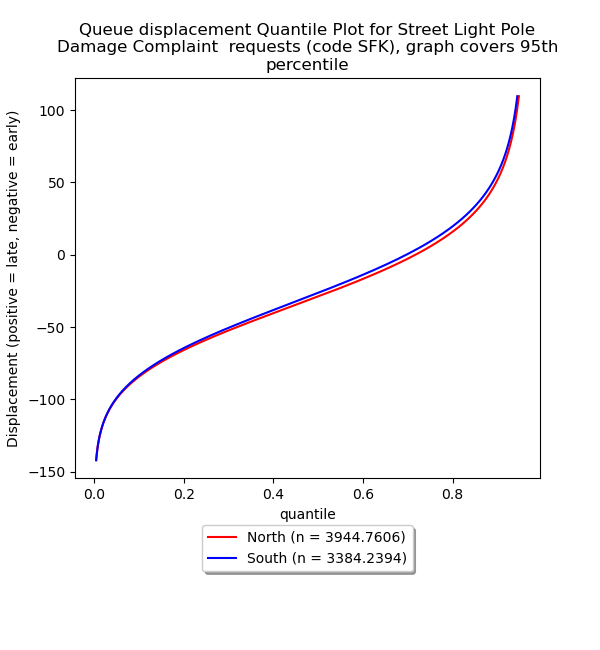 Queue displacement Quantile Plot for Street Light Pole
Damage Complaint  requests (code SFK), graph covers 95th
percentile
Displacement (positive = late, negative = early)
100
50
0
−50
−100
−150
0.0
0.2
0.4
0.6
0.8
quantile
North (n = 3944.7606)
South (n = 3384.2394)